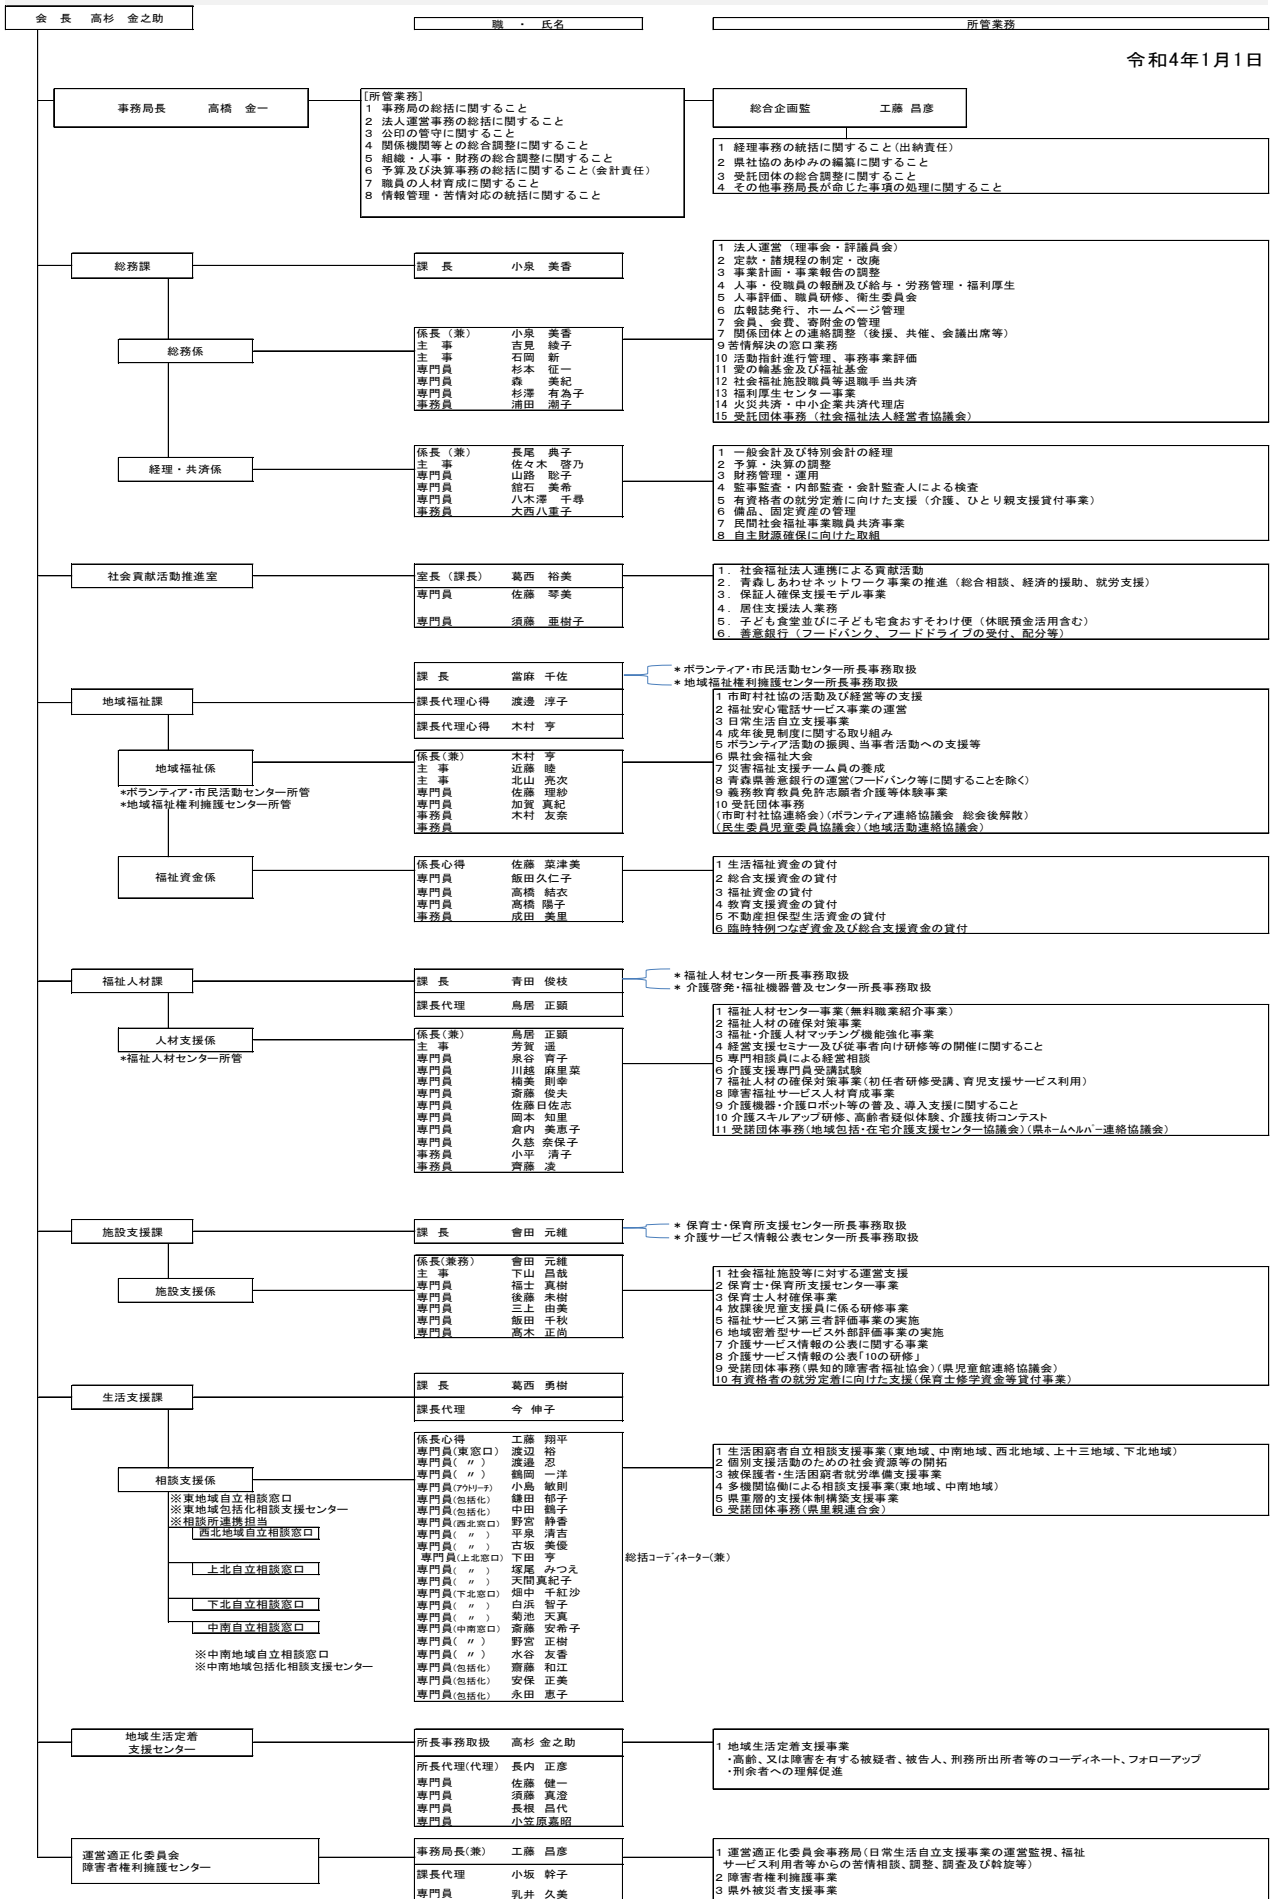 会　長　高杉　金之助
職　・　氏名
所管業務
令和4年1月1日
事務局長　高橋　金一
[所管業務]
1 事務局の総括に関すること
2 法人運営事務の総括に関すること
3 公印の管守に関すること
4 関係機関等との総合調整に関すること
5 組織・人事・財務の総合調整に関すること
6 予算及び決算事務の総括に関すること(会計責任)
7 職員の人材育成に関すること
8 情報管理・苦情対応の統括に関すること
総合企画監　工藤 昌彦
1 経理事務の統括に関すること(出納責任)
2 県社協のあゆみの編纂に関すること
3 受託団体の総合調整に関すること
4 その他事務局長が命じた事項の処理に関すること
総務課
課　長　小泉　美香
1 法人運営（理事会・評議員会）
2 定款・諸規程の制定・改廃
3 事業計画・事業報告の調整
4 人事・役職員の報酬及び給与・労務管理・福利厚生
5 人事評価、職員研修、衛生委員会
6 広報誌発行、ホームページ管理
7 会員、会費、寄附金の管理
7 関係団体との連絡調整（後援、共催、会議出席等）
9 苦情解決の窓口業務
10 活動指針進行管理、事務事業評価
11 愛の輪基金及び福祉基金
12 社会福祉施設職員等退職手当共済
13 福利厚生センター事業
14 火災共済・中小企業共済代理店
15 受託団体事務（社会福祉法人経営者協議会）
総務係
係長（兼）　小泉　美香
主　事　吉見　綾子
主　事　石岡　新
専門員　杉本　征一
専門員　森　美紀
専門員　杉澤　有為子
事務員　浦田　潮子
経理・共済係
係長（兼）　長尾　典子
主　事　佐々木　啓乃
専門員　山路　聡子
専門員　舘石　美希
専門員　八木澤　千尋
事務員　大西八重子
1 一般会計及び特別会計の経理
2 予算・決算の調整
3 財務管理・運用
4 監事監査・内部監査・会計監査人による検査
5 有資格者の就労定着に向けた支援（介護、ひとり親支援貸付事業）
6 備品、固定資産の管理
7 民間社会福祉事業職員共済事業
8 自主財源確保に向けた取組
社会貢献活動推進室
室長（課長）　葛西　裕美
専門員　佐藤　琴美
専門員　須藤　亜樹子
1．社会福祉法人連携による貢献活動
2．青森しあわせネットワーク事業の推進（総合相談、経済的援助、就労支援）
3．保証人確保支援モデル事業
4．居住支援法人業務
5．子ども食堂並びに子ども宅食おすそわけ便（休眠預金活用含む）
6．善意銀行（フードバンク、フードドライブの受付、配分等）
地域福祉課
課　長　當麻　千佐
課長代理心得　渡邊　淳子
課長代理心得　木村　亨
＊ボランティア・市民活動センター所長事務取扱
＊地域福祉権利擁護センター所長事務取扱
1 市町村社協の活動及び経営等の支援
2 福祉安心電話サービス事業の運営
3 日常生活自立支援事業
4 成年後見制度に関する取り組み
5 ボランティア活動の振興、当事者活動への支援等
6 県社会福祉大会
7 災害福祉支援チーム員の養成
8 青森県善意銀行の運営(フードバンク等に関することを除く)
9 義務教育教員免許志願者介護等体験事業
10 受託団体事務
(市町村社協連絡会)(ボランティア連絡協議会 総会後解散)
(民生委員児童委員協議会)(地域活動連絡協議会)
地域福祉係
*ボランティア・市民活動センター所管
*地域福祉権利擁護センター所管
係長(兼)　木村　亨
主　事　近藤　睦
主　事　北山　亮次
専門員　佐藤　理紗
専門員　加賀 真紀
事務員　木村　友奈
事務員
福祉資金係
係長心得　佐藤　菜津美
専門員　飯田久仁子
専門員　高橋　結衣
専門員　髙橋　陽子
事務員　成田　美里
1 生活福祉資金の貸付
2 総合支援資金の貸付
3 福祉資金の貸付
4 教育支援資金の貸付
5 不動産担保型生活資金の貸付
6 臨時特例つなぎ資金及び総合支援資金の貸付
福祉人材課
課　長　青田　俊枝
課長代理　鳥居　正顕
＊福祉人材センター所長事務取扱
＊ 介護啓発・福祉機器普及センター所長事務取扱
人材支援係
*福祉人材センター所管
係長(兼)　鳥居　正顕
主　事　芳賀　遥
専門員　泉谷　育子
専門員　川越　麻里菜
専門員　楠美　則幸
専門員　斎藤　俊夫
専門員　佐藤日佐志
専門員　岡本　知里
専門員　倉内　美恵子
専門員　久慈 奈保子
事務員　小平　清子
事務員　齊藤　凌
1 福祉人材センター事業(無料職業紹介事業)
2 福祉人材の確保対策事業
3 福祉・介護人材マッチング機能強化事業
4 経営支援セミナー及び従事者向け研修等の開催に関すること
5 専門相談員による経営相談
6 介護支援専門員受講試験
7 福祉人材の確保対策事業(初任者研修受講、育児支援サービス利用)
8 障害福祉サービス人材育成事業
9 介護機器・介護ロボット等の普及、導入支援に関すること
10 介護スキルアップ研修、高齢者疑似体験、介護技術コンテスト
11 受諾団体事務(地域包括・在宅介護支援センター協議会)(県ホームヘルパー連絡協議会)
施設支援課
課　長　會田　元維
＊ 保育士・保育所支援センター所長事務取扱
＊介護サービス情報公表センター所長事務取扱
施設支援係
係長(兼務)　會田　元維
主　事　下山　昌哉
専門員　福士　真樹
専門員　後藤　未樹
専門員　三上　由美
専門員　飯田　千秋
専門員　髙木　正尚
1 社会福祉施設等に対する運営支援
2 保育士・保育所支援センター事業
3 保育士人材確保事業
4 放課後児童支援員に係る研修事業
5 福祉サービス第三者評価事業の実施
6 地域密着型サービス外部評価事業の実施
7 介護サービス情報の公表に関する事業
8 介護サービス情報の公表「10の研修」
9 受諾団体事務(県知的障害者福祉協会)(県児童館連絡協議会)
10 有資格者の就労定着に向けた支援(保育士修学資金等貸付事業)
生活支援課
課　長　葛西　勇樹
課長代理　今　伸子
相談支援係
※東地域自立相談窓口
※東地域包括化相談支援センター
※相談所連携担当
西北地域自立相談窓口
上北自立相談窓口
下北自立相談窓口
中南自立相談窓口
※中南地域自立相談窓口
※中南地域包括化相談支援センター
係長心得　工藤　翔平
専門員(東窓口)　渡辺　裕
専門員(　〃　)　渡邉　忍
専門員(　〃　)　鶴岡　一洋
専門員(アウトリーチ)　小島　敏則
専門員(包括化)　鎌田　郁子
専門員(包括化)　中田　鶴子
専門員(西北窓口)　野宮　静香
専門員(　〃　)　平泉　清吉
専門員(　〃　)　古坂　美優
専門員(上北窓口)　下田　亨
専門員(　〃　)　塚尾　みつえ
専門員(　〃　)　天間真紀子
専門員(下北窓口)　畑中　千紅沙
専門員(　〃　)　白浜　智子
専門員(　〃　)　菊池　天真
専門員(中南窓口)　斎藤　安希子
専門員(　〃　)　野宮　正樹
専門員(　〃　)　水谷　友香
専門員(包括化)　齋藤　和江
専門員(包括化)　安保　正美
専門員(包括化)　永田　恵子
総括コーディネーター(兼)
1 生活困窮者自立相談支援事業(東地域、中南地域、西北地域、上十三地域、下北地域)
2 個別支援活動のための社会資源等の開拓
3 被保護者・生活困窮者就労準備支援事業
4 多機関協働による相談支援事業(東地域、中南地域)
5 県重層的支援体制構築支援事業
6 受諾団体事務(県里親連合会)
地域生活定着
支援センター
所長事務取扱　高杉 金之助
所長代理(代理)　長内　正彦
専門員　佐藤　健一
専門員　須藤　真澄
専門員　長根　昌代
専門員　小笠原嘉昭
1 地域生活定着支援事業
・高齢、又は障害を有する被疑者、被告人、刑務所出所者等のコーディネート、フォローアップ
・刑余者への理解促進
運営適正化委員会
障害者権利擁護センター
事務局長(兼)　工藤　昌彦
課長代理　小坂　幹子
専門員　乳井　久美
1 運営適正化委員会事務局(日常生活自立支援事業の運営監視、福祉
サービス利用者等からの苦情相談、調整、調査及び斡旋等)
2 障害者権利擁護事業
3 県外被災者支援事業